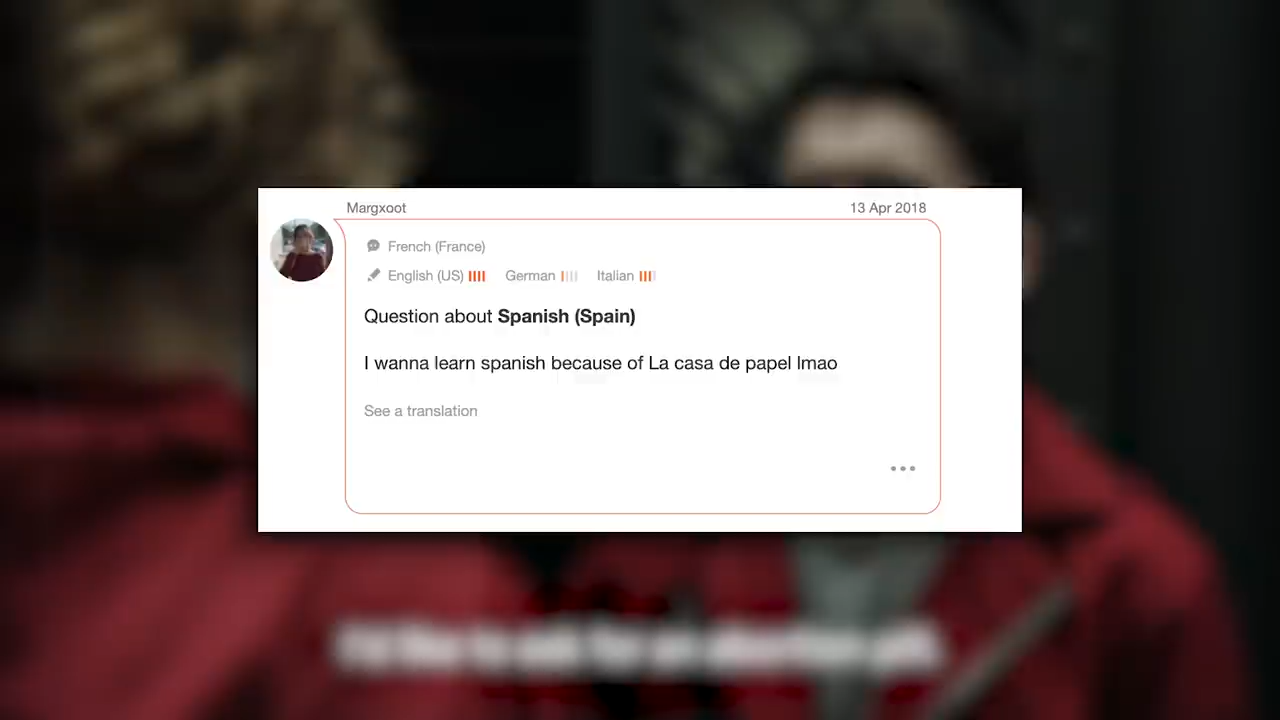 Margxoot
13 Apr 2018
French (France)
English (US) German Italian
Question about Spanish (Spain)
I wanna learn spanish because of La casa de papel lmao
See a translation